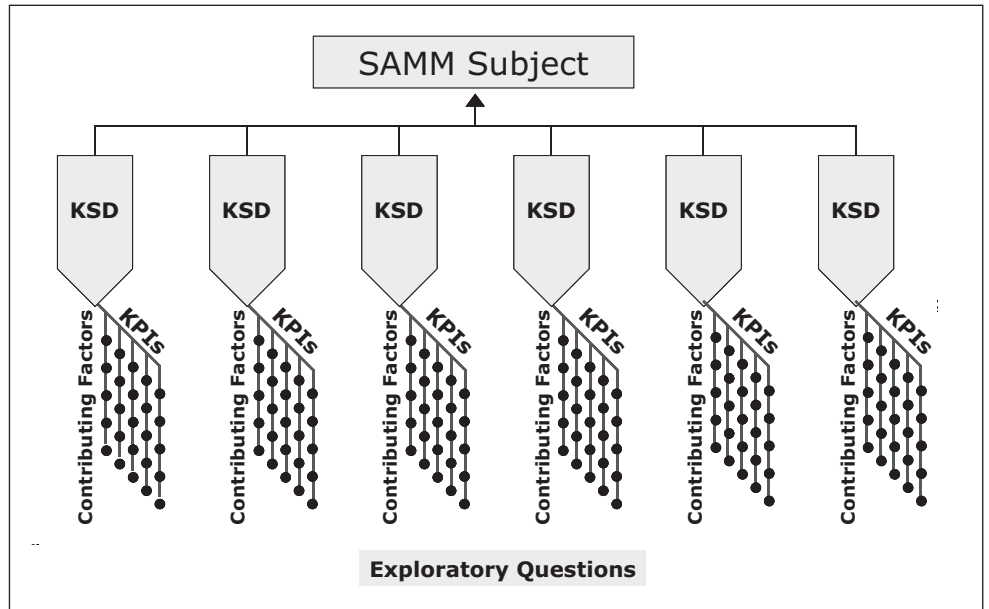 SAMM Subject
KSD
KSD
KSD
KSD
KSD
KSD
Contributing Factors
KPIs
Contributing Factors
KPIs
Contributing Factors
KPIs
Contributing Factors
KPIs
Contributing Factors
KPIs
Contributing Factors
KPIs
Exploratory Questions